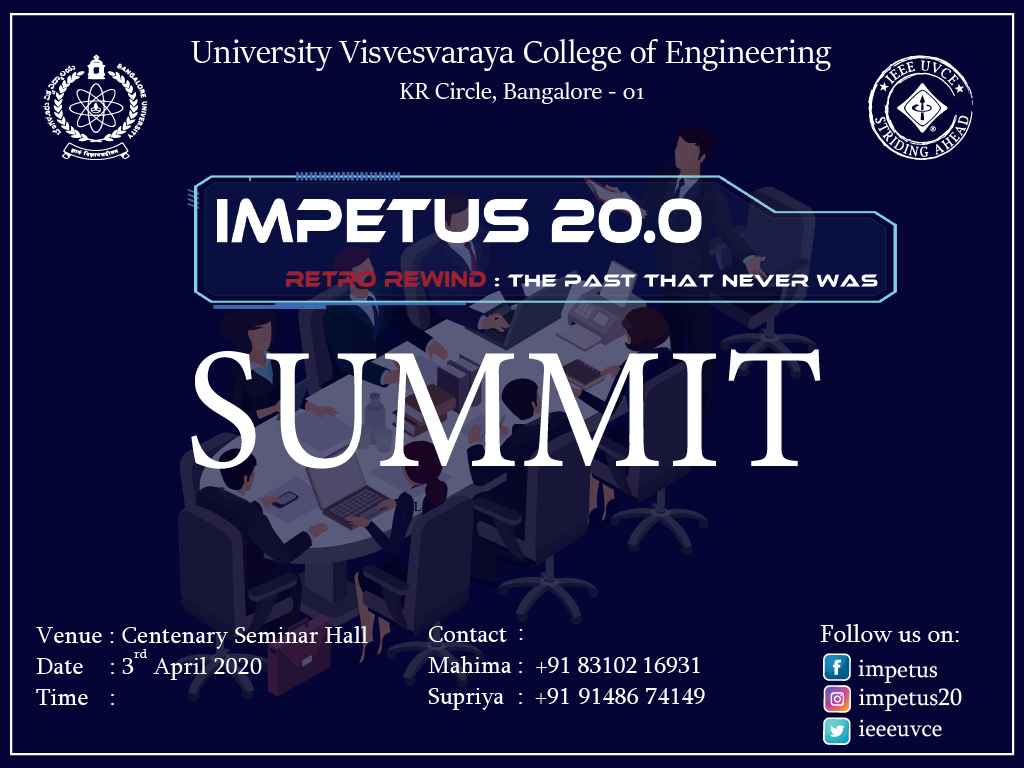 University Visvesvaraya College of Engineering
KR Circle, Bangalore - 01
BANGALORE UNIVERSITY
IEEE UVCE
STRIDING AHEAD
IMPETUS 20.0
RETRO REWIND : THE PAST THAT NEVER WAS
SUMMIT
Venue : Centenary Seminar Hall
Date : 3rd April 2020
Time :
Contact :
Mahima : +91 83102 16931
Supriya : +91 91486 74149
Follow us on:
impetus
impetus20
ieeeuvce